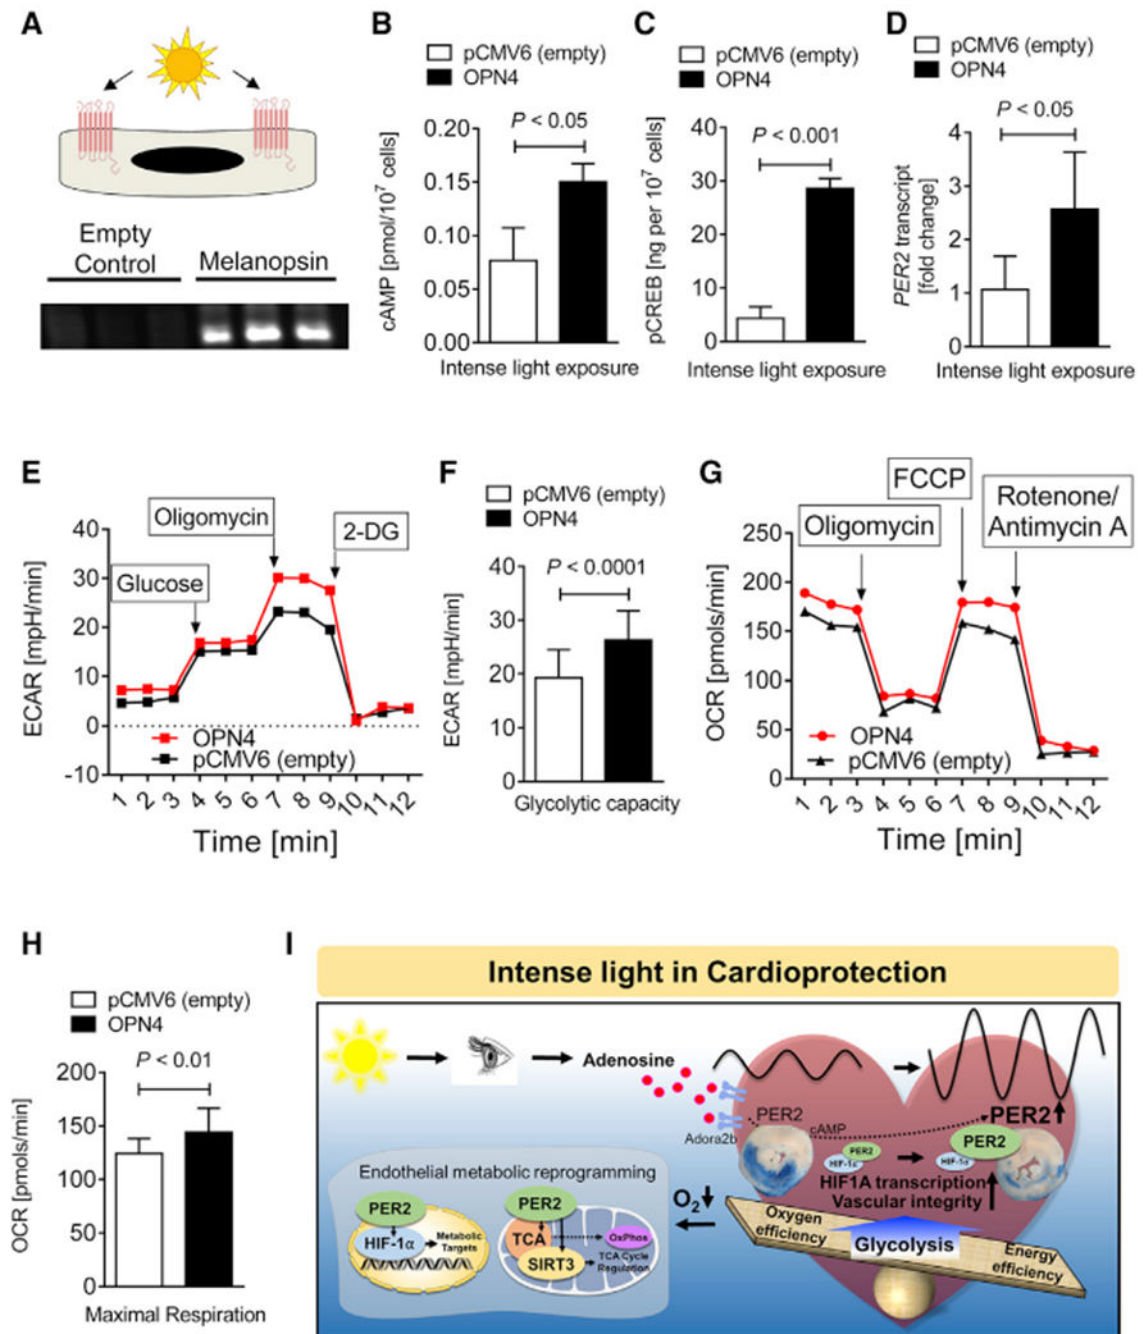 A
Empty
Control
Melanopsin
B
pCMV6 (empty)
OPN4
P < 0.05
cAMP [pmol/10⁷ cells]
0.20
0.15
0.10
0.05
0.00
Intense light exposure
C
pCMV6 (empty)
OPN4
P < 0.001
pCREB [ng per 10⁷ cells]
40
30
20
10
0
Intense light exposure
D
pCMV6 (empty)
OPN4
P < 0.05
PER2 transcript
[fold change]
4
3
2
1
0
Intense light exposure
E
Glucose
Oligomycin
2-DG
ECAR [mpH/min]
40
30
20
10
0
-10
OPN4
pCMV6 (empty)
1 2 3 4 5 6 7 8 9 10 11 12
Time [min]
F
pCMV6 (empty)
OPN4
P < 0.0001
ECAR [mpH/min]
40
30
20
10
0
Glycolytic capacity
G
FCCP
Oligomycin
Rotenone/
Antimycin A
OCR [pmols/min]
250
200
150
100
50
0
OPN4
pCMV6 (empty)
1 2 3 4 5 6 7 8 9 10 11 12
Time [min]
H
pCMV6 (empty)
OPN4
P < 0.01
OCR [pmols/min]
200
150
100
50
0
Maximal Respiration
I
Intense light in Cardioprotection
Adenosine
Adora2b
PER2
cAMP
PER2
HIF-1α
PER2
PER2
HIF-1α
HIF1A transcription
Vascular integrity
O₂
Oxygen
efficiency
Glycolysis
Energy
efficiency
Endothelial metabolic reprogramming
PER2
HIF-1α
Metabolic
Targets
PER2
TCA
SIRT3
OxPhos
TCA Cycle
Regulation